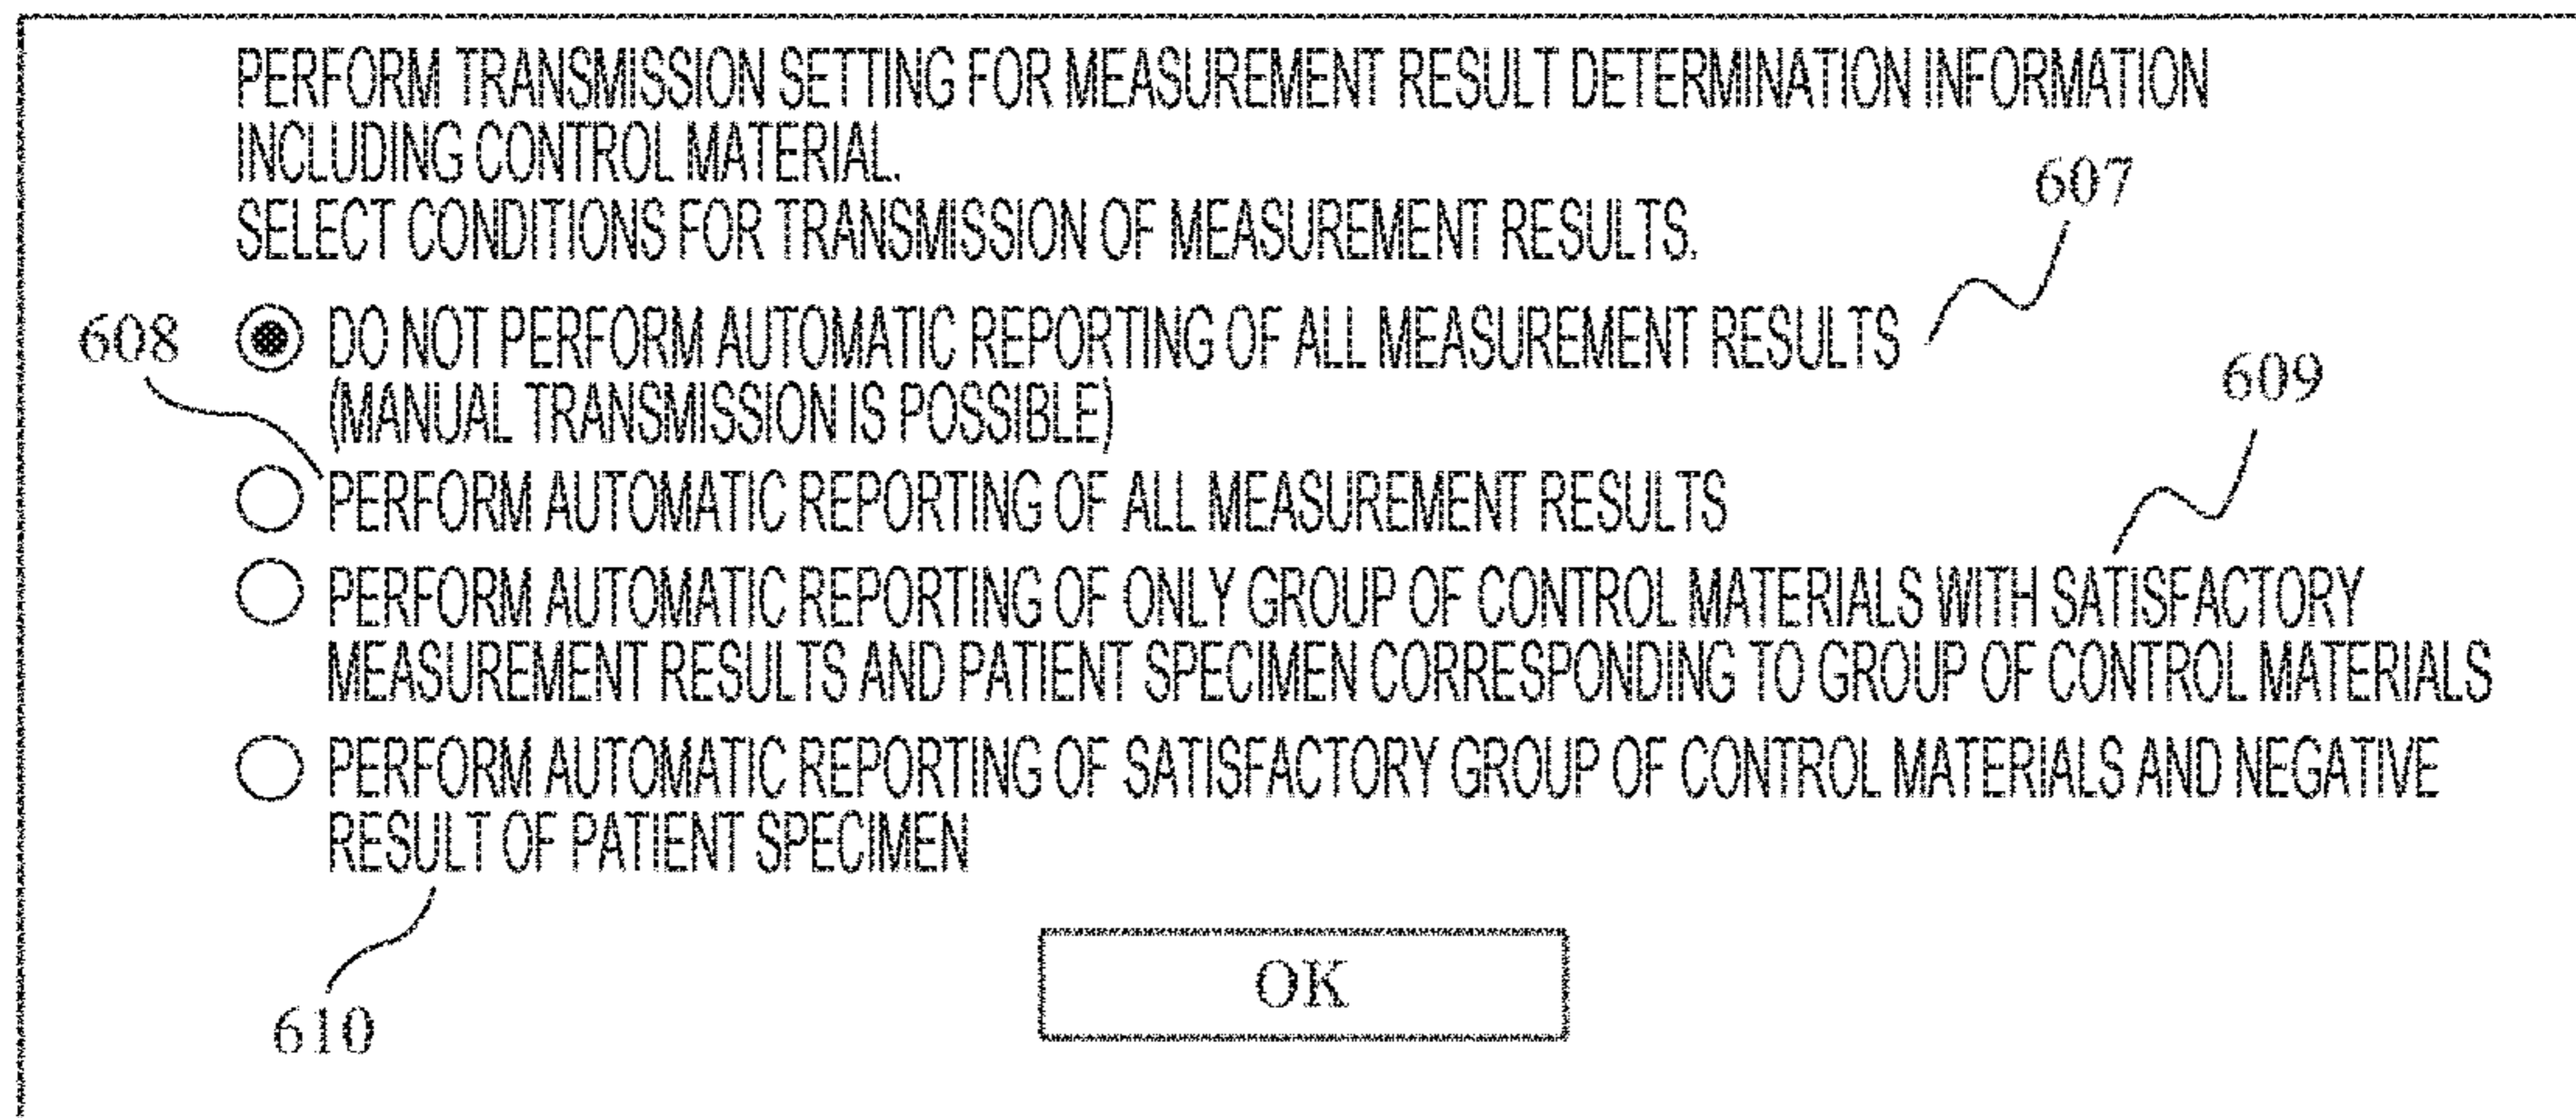 PERFORM TRANSMISSION SETTING FOR MEASUREMENT RESULT DETERMINATION INFORMATION
INCLUDING CONTROL MATERIAL.
SELECT CONDITIONS FOR TRANSMISSION OF MEASUREMENT RESULTS.
607
608
DO NOT PERFORM AUTOMATIC REPORTING OF ALL MEASUREMENT RESULTS
(MANUAL TRANSMISSION IS POSSIBLE)
609
PERFORM AUTOMATIC REPORTING OF ALL MEASUREMENT RESULTS
PERFORM AUTOMATIC REPORTING OF ONLY GROUP OF CONTROL MATERIALS WITH SATISFACTORY
MEASUREMENT RESULTS AND PATIENT SPECIMEN CORRESPONDING TO GROUP OF CONTROL MATERIALS
PERFORM AUTOMATIC REPORTING OF SATISFACTORY GROUP OF CONTROL MATERIALS AND NEGATIVE
RESULT OF PATIENT SPECIMEN
610
OK